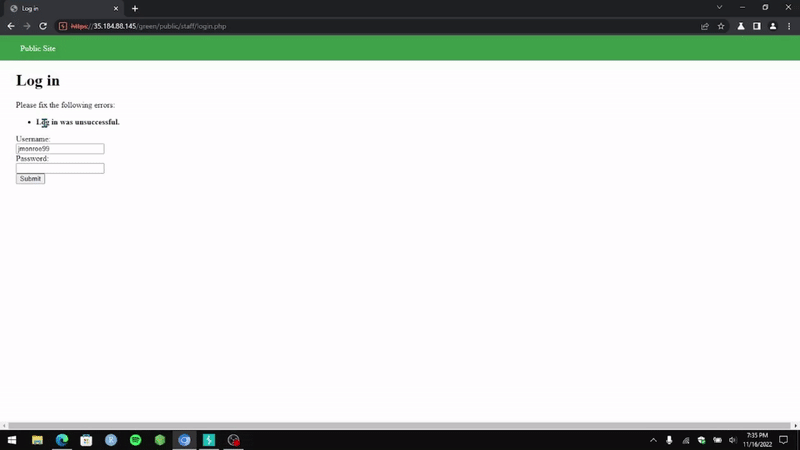 Log in
https://35.184.88.145/green/public/staff/login.php
Public Site
Log in
Please fix the following errors:
Log in was unsuccessful.
Username:
jmonroe99
Password:
Submit
7:35 PM
11/16/2022